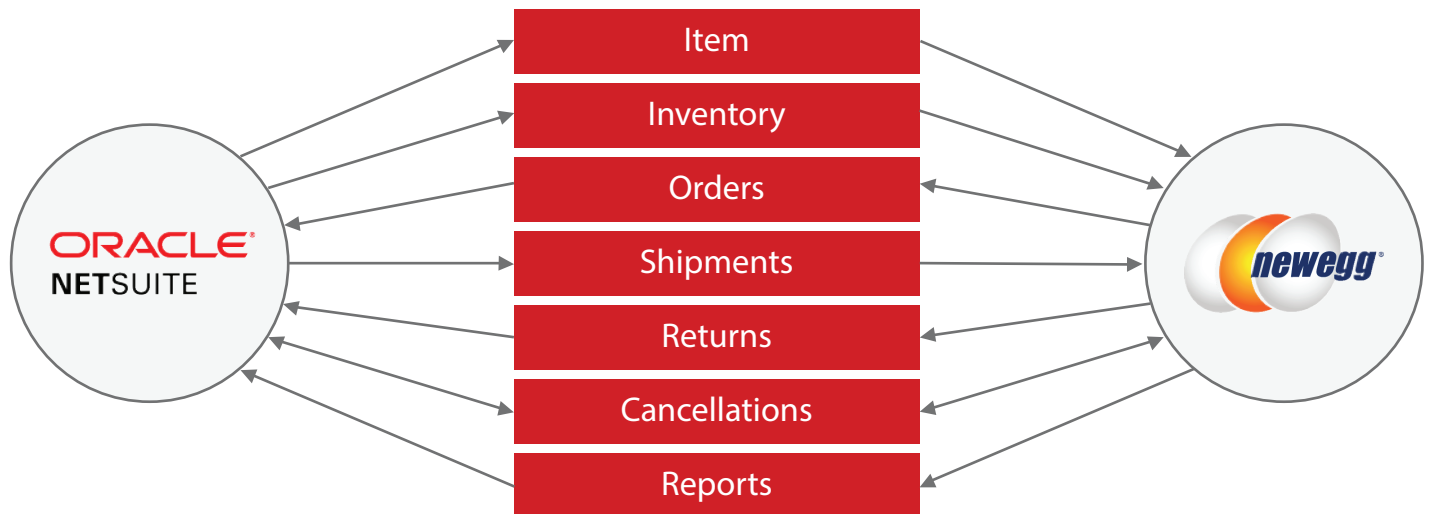 Item
Inventory
Orders
ORACLE®
NETSUITE
Shipments
newegg®
Returns
Cancellations
Reports